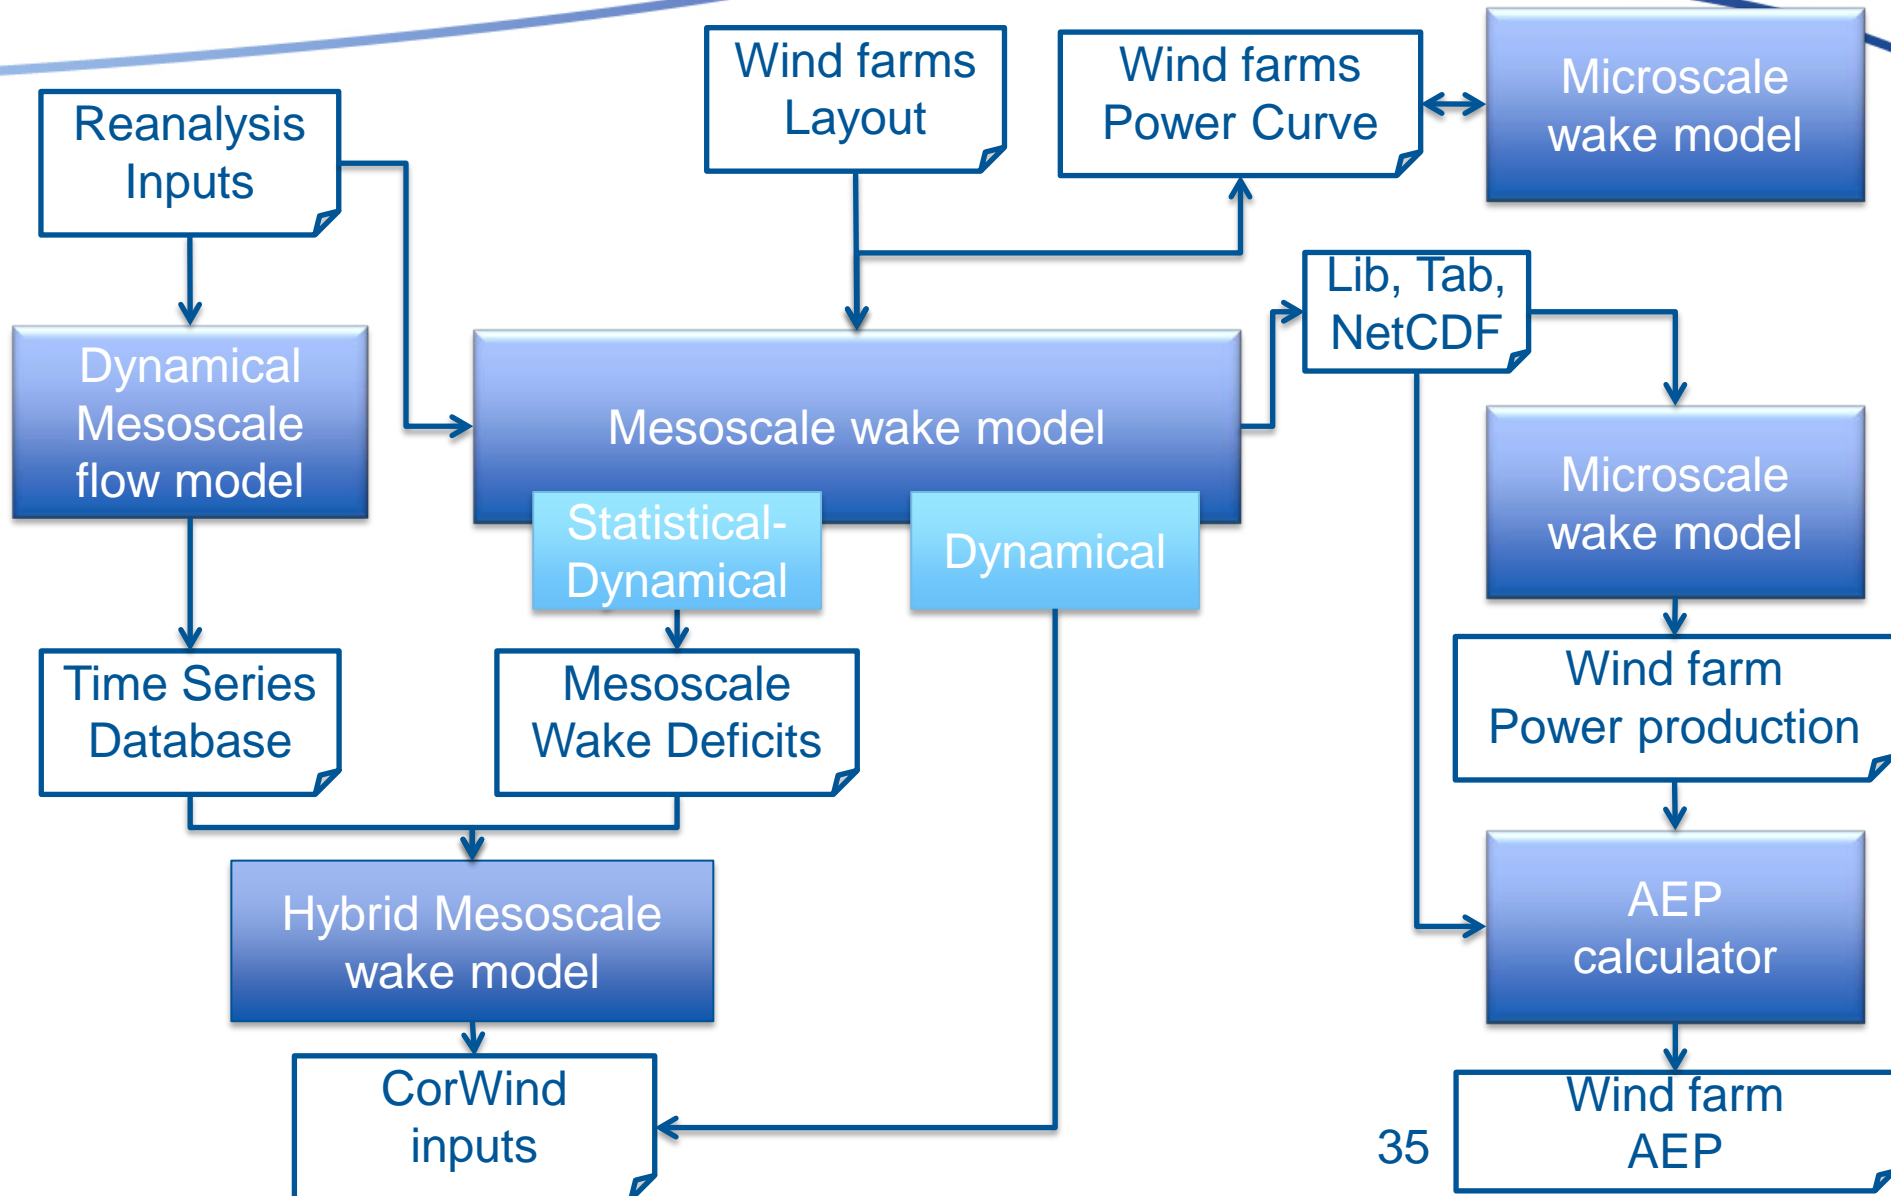 Wind farms
Layout
Wind farms
Power Curve
Microscale
wake model
Reanalysis
Inputs
Lib, Tab,
NetCDF
Dynamical
Mesoscale
flow model
Mesoscale wake model
Statistical-
Dynamical
Dynamical
Microscale
wake model
Time Series
Database
Mesoscale
Wake Deficits
Wind farm
Power production
Hybrid Mesoscale
wake model
AEP
calculator
CorWind
inputs
35
Wind farm
AEP